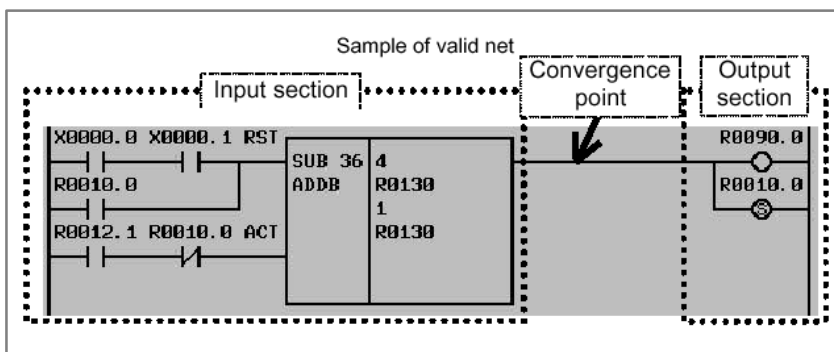 Sample of valid net
Input section
Convergence
point
Output
section
X0000.0 X0000.1 RST
R0090.0
SUB 36 4
R0010.0
ADDB R0130
R0010.0
1
S
R0012.1 R0010.0 ACT
R0130